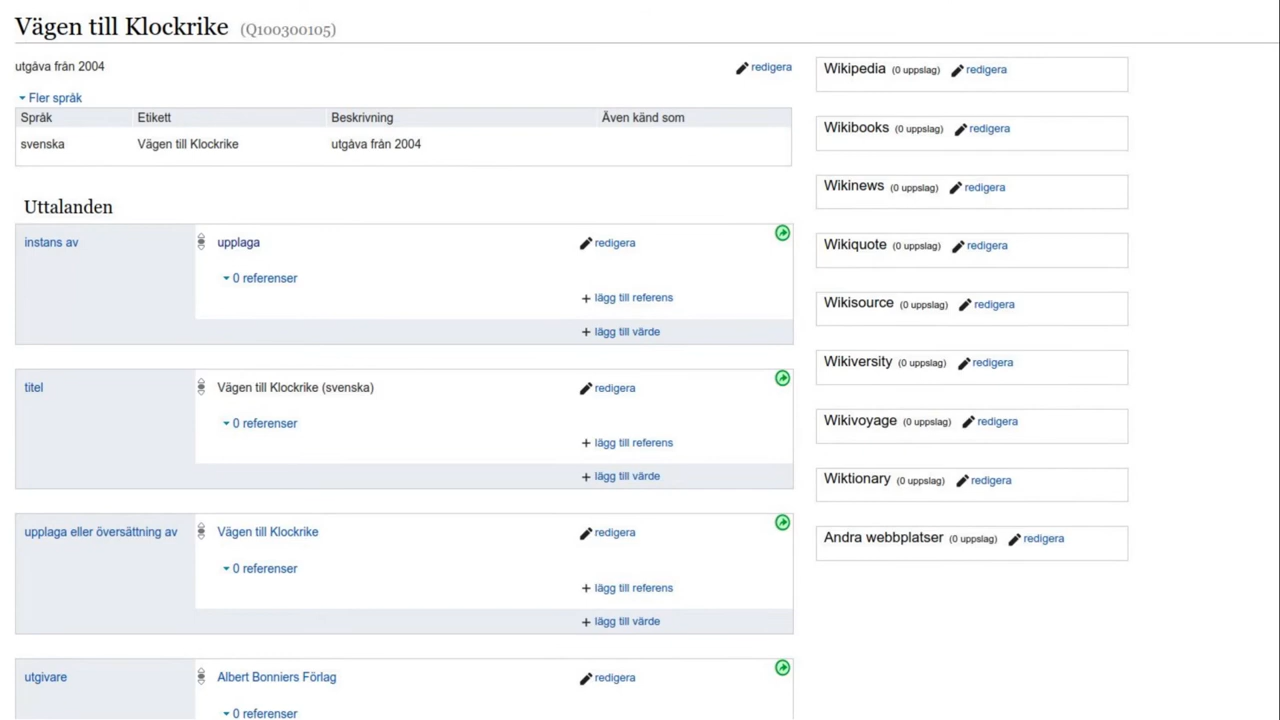 Vägen till Klockrike (Q100300105)
utgåva från 2004
redigera
Fler språk
Språk Etikett Beskrivning Även känd som
svenska Vägen till Klockrike utgåva från 2004
Uttalanden
instans av upplaga redigera
0 referenser
+ lägg till referens
+ lägg till värde
titel Vägen till Klockrike (svenska) redigera
0 referenser
+ lägg till referens
+ lägg till värde
upplaga eller översättning av Vägen till Klockrike redigera
0 referenser
+ lägg till referens
+ lägg till värde
utgivare Albert Bonniers Förlag redigera
0 referenser
Wikipedia (0 uppslag) redigera
Wikibooks (0 uppslag) redigera
Wikinews (0 uppslag) redigera
Wikiquote (0 uppslag) redigera
Wikisource (0 uppslag) redigera
Wikiversity (0 uppslag) redigera
Wikivoyage (0 uppslag) redigera
Wiktionary (0 uppslag) redigera
Andra webbplatser (0 uppslag) redigera